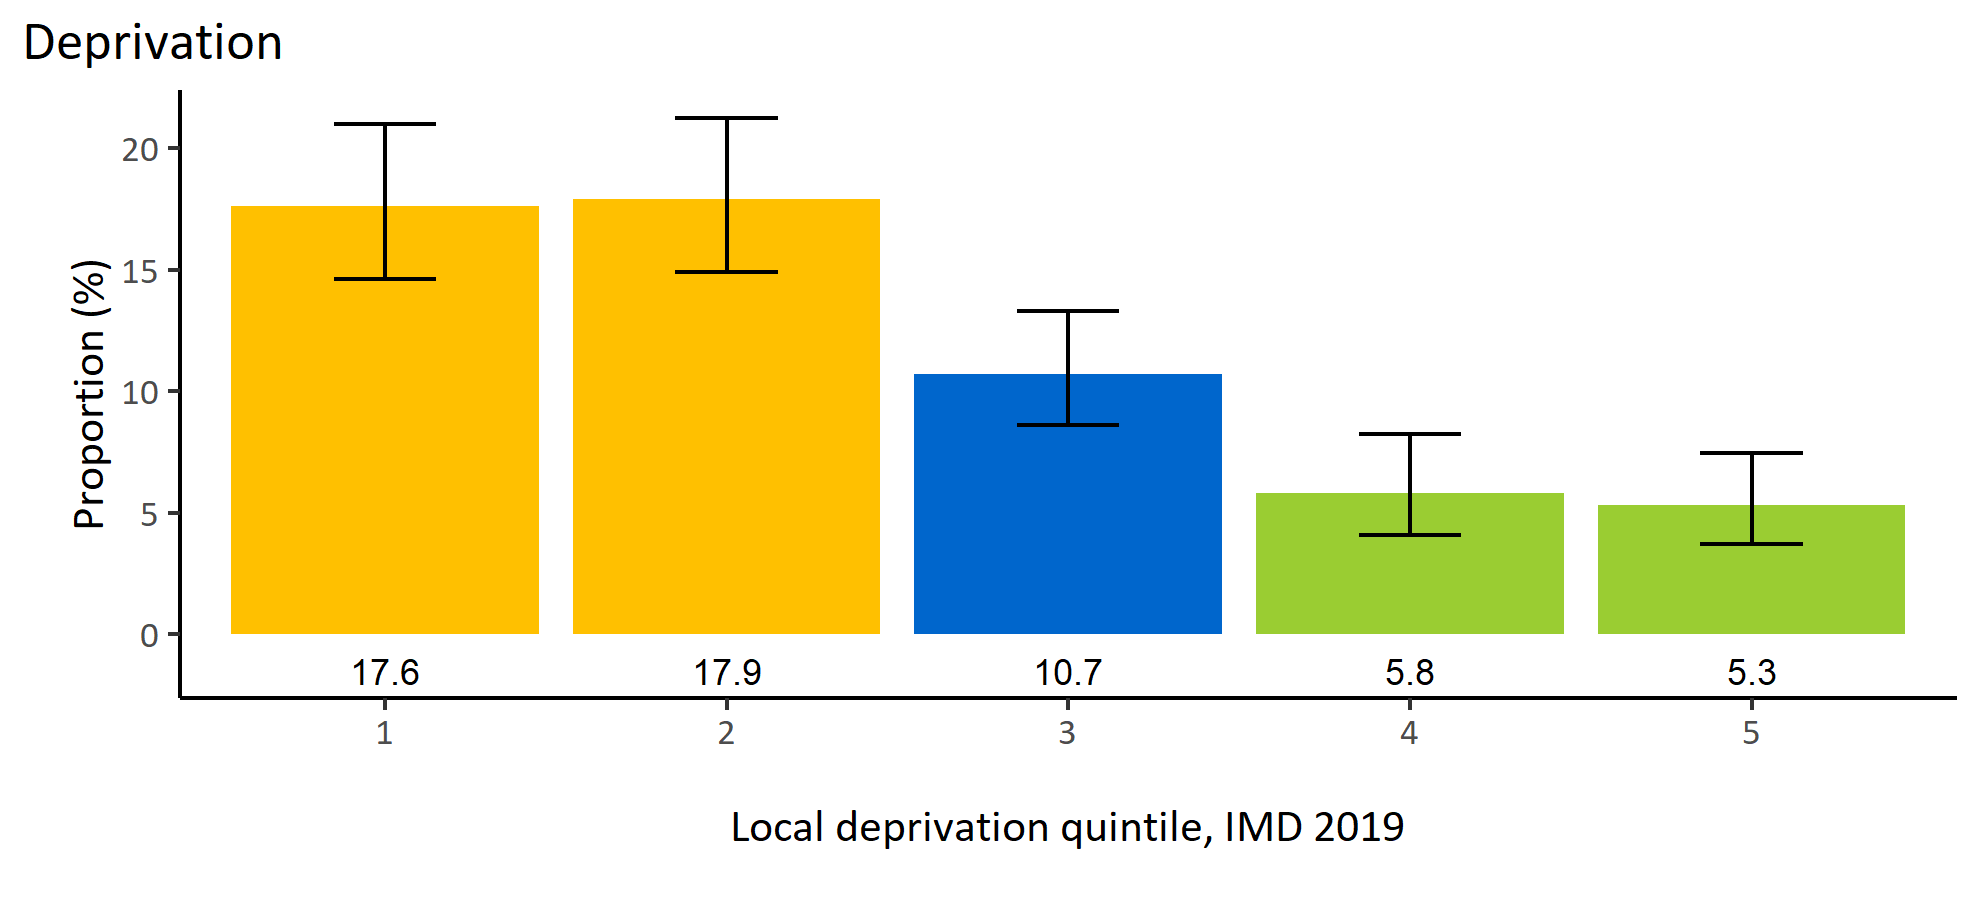 Deprivation
Proportion (%)
20
15
10
5
0
17.6 17.9 10.7 5.8 5.3
1 2 3 4 5
Local deprivation quintile, IMD 2019